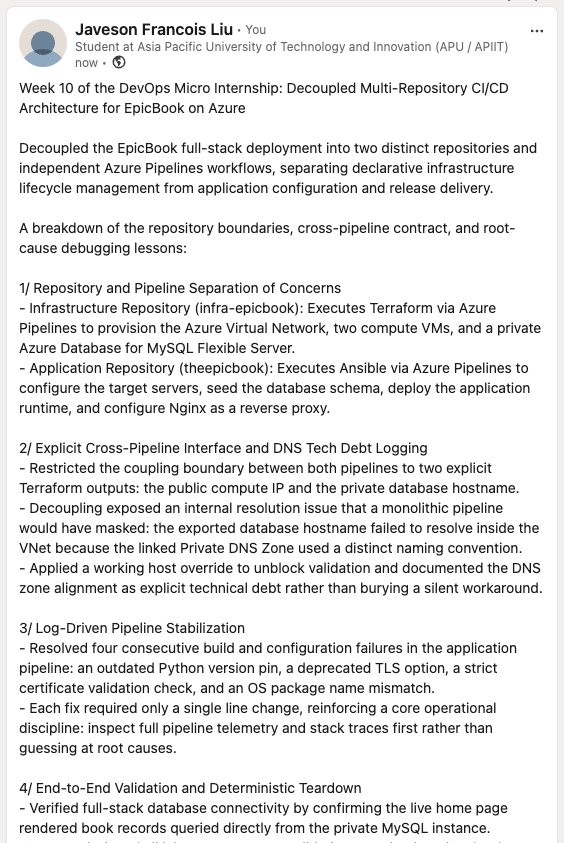 Javeson Francois Liu · You
Student at Asia Pacific University of Technology and Innovation (APU / APIIT)
now ·
Week 10 of the DevOps Micro Internship: Decoupled Multi-Repository CI/CD
Architecture for EpicBook on Azure
Decoupled the EpicBook full-stack deployment into two distinct repositories and
independent Azure Pipelines workflows, separating declarative infrastructure
lifecycle management from application configuration and release delivery.
A breakdown of the repository boundaries, cross-pipeline contract, and root-
cause debugging lessons:
1/ Repository and Pipeline Separation of Concerns
- Infrastructure Repository (infra-epicbook): Executes Terraform via Azure
Pipelines to provision the Azure Virtual Network, two compute VMs, and a private
Azure Database for MySQL Flexible Server.
- Application Repository (theepicbook): Executes Ansible via Azure Pipelines to
configure the target servers, seed the database schema, deploy the application
runtime, and configure Nginx as a reverse proxy.
2/ Explicit Cross-Pipeline Interface and DNS Tech Debt Logging
- Restricted the coupling boundary between both pipelines to two explicit
Terraform outputs: the public compute IP and the private database hostname.
- Decoupling exposed an internal resolution issue that a monolithic pipeline
would have masked: the exported database hostname failed to resolve inside the
VNet because the linked Private DNS Zone used a distinct naming convention.
- Applied a working host override to unblock validation and documented the DNS
zone alignment as explicit technical debt rather than burying a silent workaround.
3/ Log-Driven Pipeline Stabilization
- Resolved four consecutive build and configuration failures in the application
pipeline: an outdated Python version pin, a deprecated TLS option, a strict
certificate validation check, and an OS package name mismatch.
- Each fix required only a single line change, reinforcing a core operational
discipline: inspect full pipeline telemetry and stack traces first rather than
guessing at root causes.
4/ End-to-End Validation and Deterministic Teardown
- Verified full-stack database connectivity by confirming the live home page
rendered book records queried directly from the private MySQL instance.